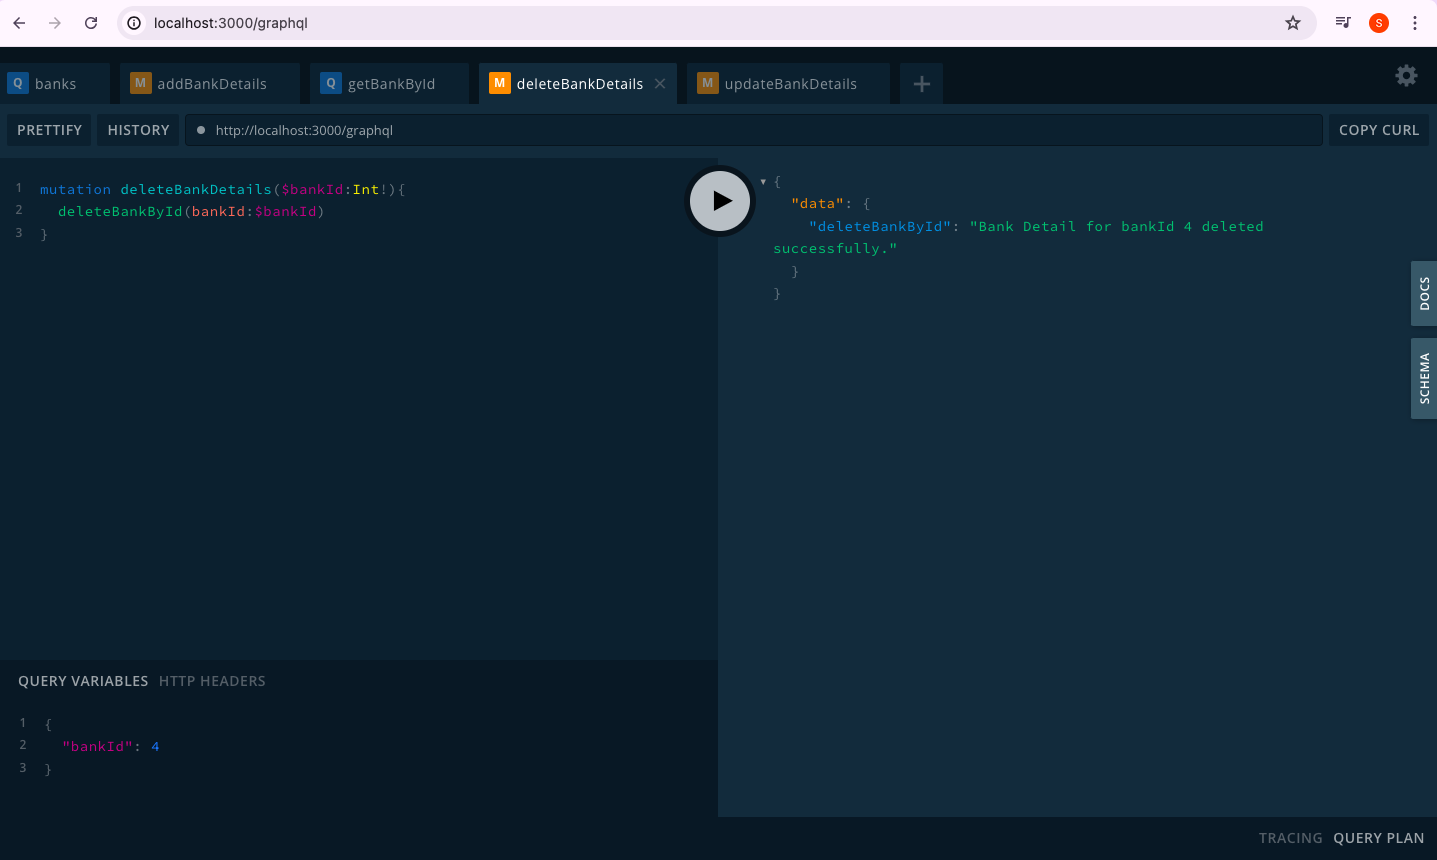 localhost:3000/graphql
S
Q banks
M addBankDetails
Q getBankById
M deleteBankDetails
M updateBankDetails
PRETTIFY
HISTORY
http://localhost:3000/graphql
COPY CURL
1 mutation deleteBankDetails($bankId:Int!){
2 deleteBankById(bankId:$bankId)
3 }
{
"data": {
"deleteBankById": "Bank Detail for bankId 4 deleted
successfully."
}
}
DOCS
SCHEMA
QUERY VARIABLES HTTP HEADERS
1 {
2 "bankId": 4
3 }
TRACING QUERY PLAN